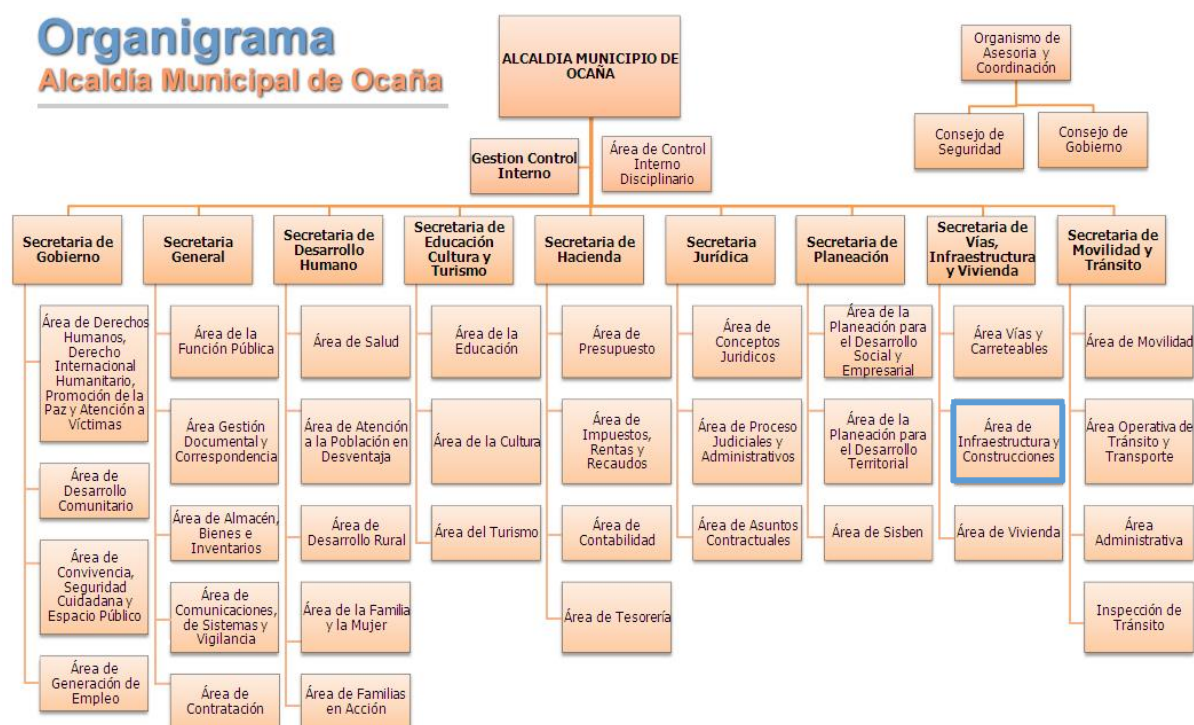 Organigrama
Alcaldía Municipal de Ocaña
ALCALDIA MUNICIPIO DE
OCAÑA
Organismo de
Asesoria y
Coordinación
Consejo de
Seguridad
Consejo de
Gobierno
Gestion Control
Interno
Área de Control
Interno
Disciplinario
Secretaria de
Gobierno
Área de Derechos
Humanos,
Derecho
Internacional
Humanitario,
Promoción de la
Paz y Atención a
Víctimas
Área de
Desarrollo
Comunitario
Área de
Convivencia,
Seguridad
Cuidadana y
Espacio Público
Área de
Generación de
Empleo
Secretaria
General
Área de la
Función Pública
Área Gestión
Documental y
Correspondencia
Área de Almacén,
Bienes e
Inventarios
Área de
Comunicaciones,
de Sistemas y
Vigilancia
Área de
Contratación
Secretaria de
Desarrollo
Humano
Área de Salud
Área de Atención
a la Población en
Desventaja
Área de
Desarrollo Rural
Área de la Familia
y la Mujer
Área de Familias
en Acción
Secretaria de
Educación
Cultura y
Turismo
Área de la
Educación
Área de la Cultura
Área del Turismo
Secretaria de
Hacienda
Área de
Presupuesto
Área de
Impuestos,
Rentas y
Recaudos
Área de
Contabilidad
Área de Tesorería
Secretaria
Jurídica
Área de
Conceptos
Juridicos
Área de Proceso
Judiciales y
Administrativos
Área de Asuntos
Contractuales
Secretaria de
Planeación
Área de la
Planeación para
el Desarrollo
Social y
Empresarial
Área de la
Planeación para
el Desarrollo
Territorial
Área de Sisben
Secretaria de
Vías,
Infraestructura
y Vivienda
Área Vías y
Carreteables
Área de
Infraestructura y
Construcciones
Área de Vivienda
Secretaria de
Movilidad y
Tránsito
Área de Movilidad
Área Operativa de
Tránsito y
Transporte
Área
Administrativa
Inspección de
Tránsito